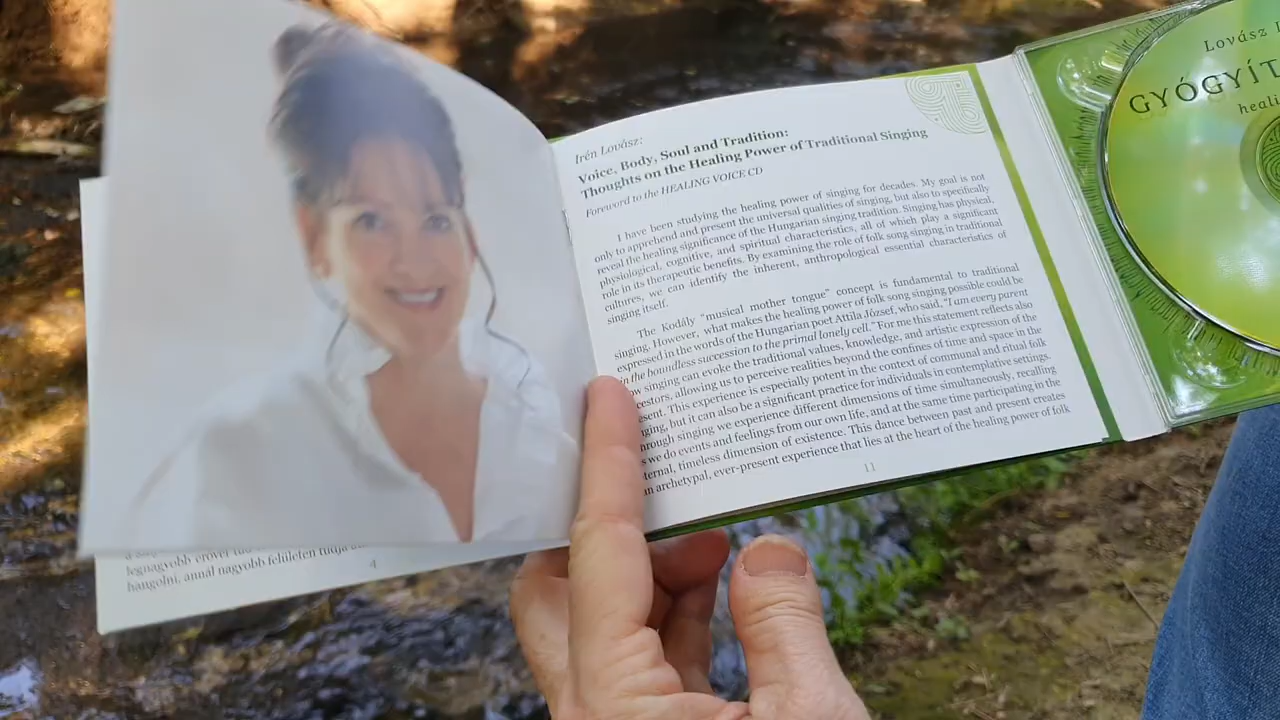 legnagyobb erővel
hangolni, annál nagyobb felülelen tudja
4
Irén Lovász:
Voice, Body, Soul and Tradition:
Thoughts on the Healing Power of Traditional Singing
Foreword to the HEALING VOICE CD
I have been studying the healing power of singing for decades. My goal is not
only to apprehend and present the universal qualities of singing, but also to specifically
reveal the healing significance of the Hungarian singing tradition. Singing has physical,
physiological, cognitive, and spiritual characteristics, all of which play a significant
role in its therapeutic benefits. By examining the role of folk song singing in traditional
cultures, we can identify the inherent, anthropological essential characteristics of
singing itself.
The Kodály "musical mother tongue" concept is fundamental to traditional
singing. However, what makes the healing power of folk song singing possible could be
expressed in the words of the Hungarian poet Attila József, who said, "I am every parent
in the boundless succession to the primal lonely cell." For me this statement reflects also
singing can evoke the traditional values, knowledge, and artistic expression of the
cestors, allowing us to perceive realities beyond the confines of time and space in the
sent. This experience is especially potent in the context of communal and ritual folk
ging, but it can also be a significant practice for individuals in contemplative settings.
hrough singing we experience different dimensions of time simultaneously, recalling
we do events and feelings from our own life, and at the same time participating in the
ternal, timeless dimension of existence. This dance between past and present creates
an archetypal, ever-present experience that lies at the heart of the healing power of folk
11
Lovász
GYÓGYÍT
heali